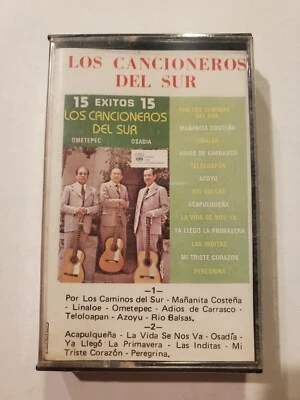 LOS CANCIONEROS
DEL SUR
15 EXITOS 15
LOS CANCIONEROS
DEL SUR
OMETEPEC OSADIA
POR LOS CAMINOS
DEL SUR
MAÑANITA COSTEÑA
LINALOE
ADIOS DE CARRASCO
TELOLOAPAN
AZOYU
RIO BALSAS
ACAPULQUEÑA
LA VIDA SE NOS VA
YA LLEGO LA PRIMAVERA
LAS INDITAS
MI TRISTE CORAZON
PEREGRINA
—1—
Por Los Caminos del Sur - Mañanita Costeña
- Linaloe - Ometepec - Adios de Carrasco -
Teloloapan - Azoyu - Rio Balsas.
—2—
Acapulqueña - La Vida Se Nos Va - Osadía -
Ya Llegó La Primavera - Las Inditas - Mi
Triste Corazón - Peregrina.